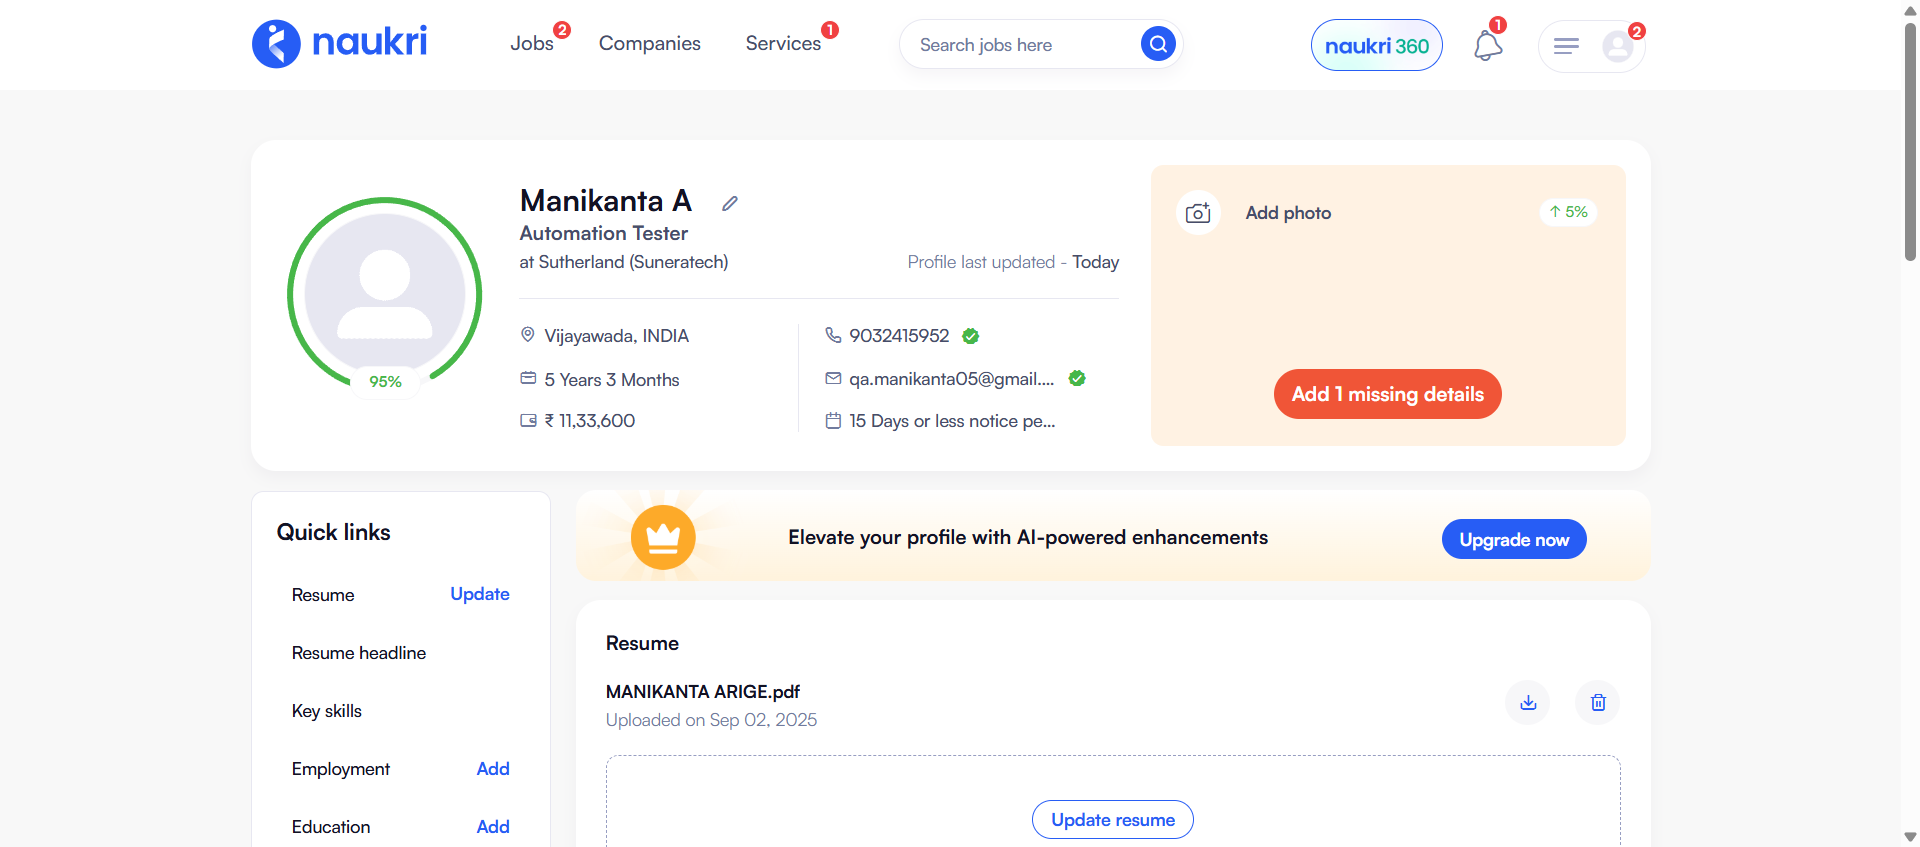 naukri
Jobs 2
Companies
Services 1
Search jobs here
naukri 360
1
2
Manikanta A
Automation Tester
at Sutherland (Suneratech)
Profile last updated - Today
95%
Vijayawada, INDIA
5 Years 3 Months
₹ 11,33,600
9032415952
qa.manikanta05@gmail....
15 Days or less notice pe...
Add photo
↑ 5%
Add 1 missing details
Quick links
Resume Update
Resume headline
Key skills
Employment Add
Education Add
Elevate your profile with AI-powered enhancements
Upgrade now
Resume
MANIKANTA ARIGE.pdf
Uploaded on Sep 02, 2025
Update resume